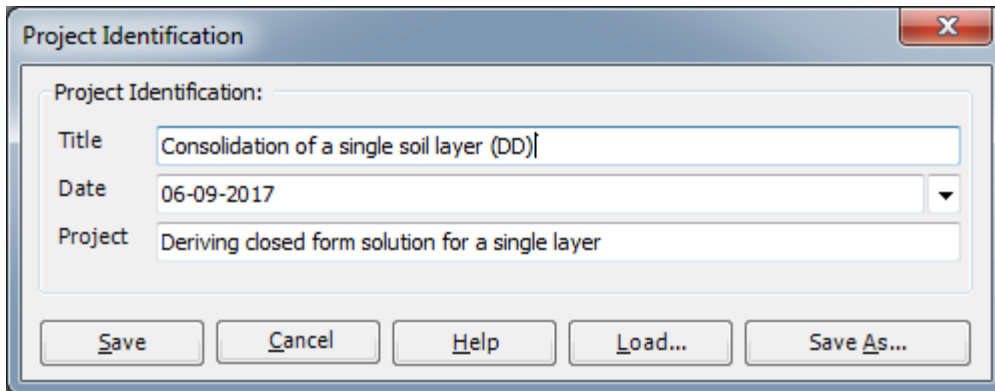 Project Identification
Project Identification:
Title Consolidation of a single soil layer (DD)
Date 06-09-2017
Project Deriving closed form solution for a single layer
Save Cancel Help Load... Save As...